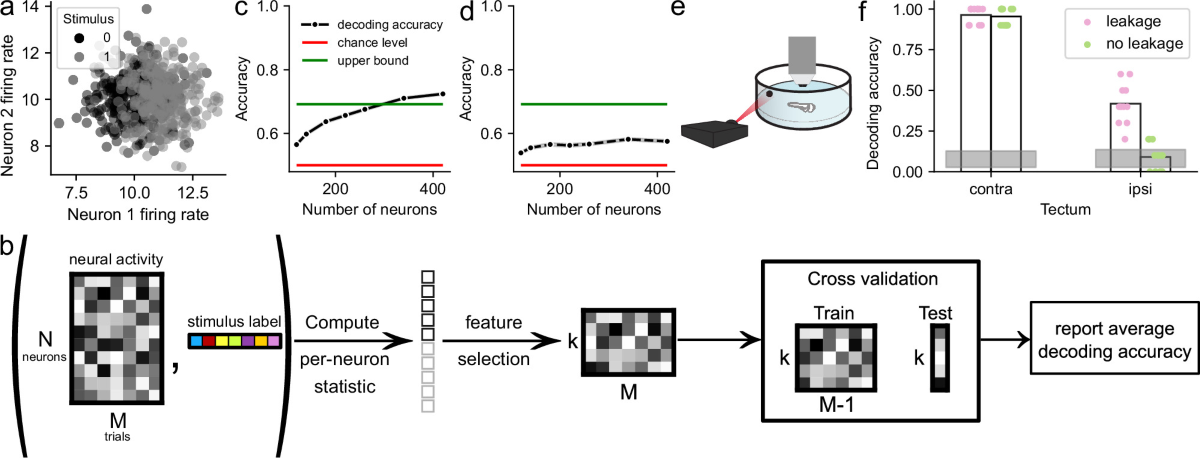 a
14
12
10
8
Neuron 2 firing rate
Stimulus
0
1
7.5 10.0 12.5
Neuron 1 firing rate
c
Accuracy
1.0
0.8
0.6
decoding accuracy
chance level
upper bound
200 400
Number of neurons
d
Accuracy
1.0
0.8
0.6
200 400
Number of neurons
e
f
Decoding accuracy
1.00
0.75
0.50
0.25
0.00
leakage
no leakage
contra ipsi
Tectum
b
neural activity
N
neurons
M
trials
,
stimulus label
Compute
per-neuron
statistic
feature
selection
k
M
Cross validation
Train Test
k k
M-1
report average
decoding accuracy